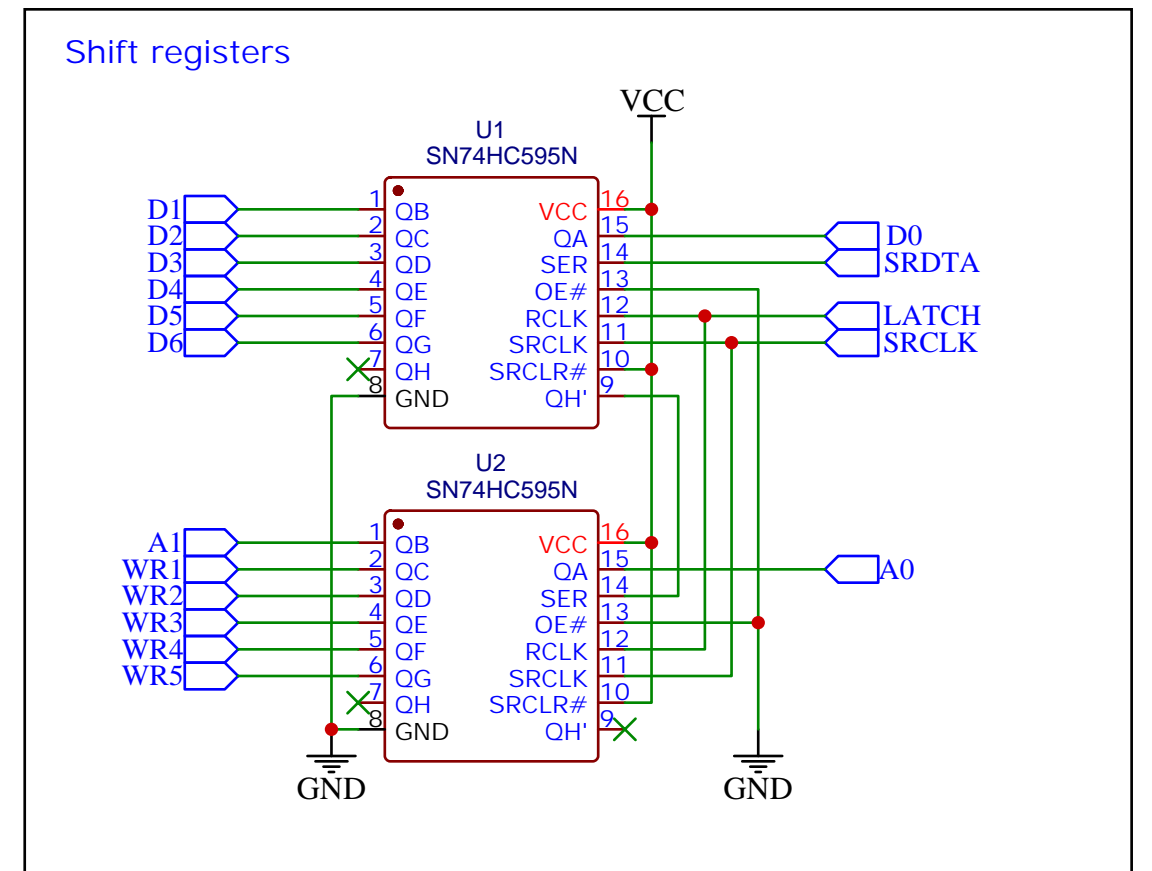 Shift registers
VCC
U1
SN74HC595N
D1 1 QB VCC 16
D2 2 QC QA 15 D0
D3 3 QD SER 14 SRDTA
D4 4 QE OE# 13
D5 5 QF RCLK 12 LATCH
D6 6 QG SRCLK 11 SRCLK
7 QH SRCLR# 10
8 GND QH' 9
U2
SN74HC595N
A1 1 QB VCC 16
WR1 2 QC QA 15 A0
WR2 3 QD SER 14
WR3 4 QE OE# 13
WR4 5 QF RCLK 12
WR5 6 QG SRCLK 11
7 QH SRCLR# 10
8 GND QH' 9
GND GND